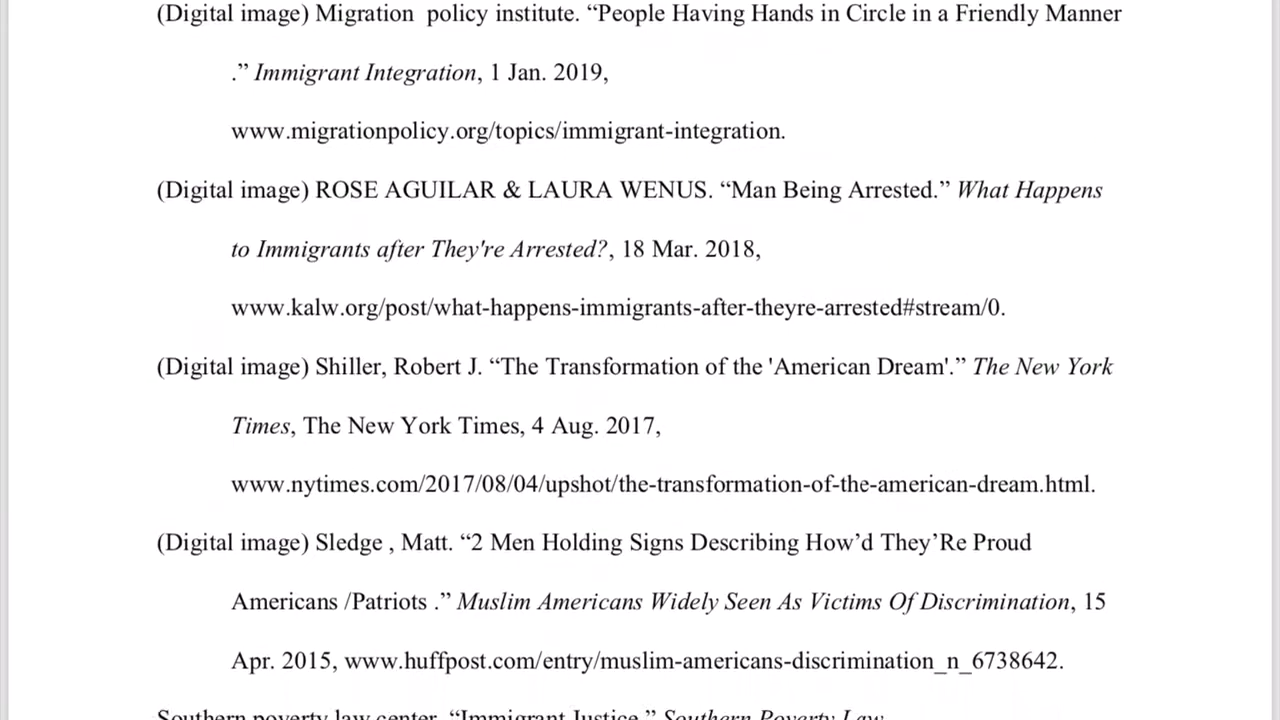 (Digital image) Migration  policy institute. “People Having Hands in Circle in a Friendly Manner
.” Immigrant Integration, 1 Jan. 2019,
www.migrationpolicy.org/topics/immigrant-integration.
(Digital image) ROSE AGUILAR & LAURA WENUS. “Man Being Arrested.” What Happens
to Immigrants after They're Arrested?, 18 Mar. 2018,
www.kalw.org/post/what-happens-immigrants-after-theyre-arrested#stream/0.
(Digital image) Shiller, Robert J. “The Transformation of the 'American Dream'.” The New York
Times, The New York Times, 4 Aug. 2017,
www.nytimes.com/2017/08/04/upshot/the-transformation-of-the-american-dream.html.
(Digital image) Sledge , Matt. “2 Men Holding Signs Describing How’d They’Re Proud
Americans /Patriots .” Muslim Americans Widely Seen As Victims Of Discrimination, 15
Apr. 2015, www.huffpost.com/entry/muslim-americans-discrimination_n_6738642.
Southern poverty law center. “Immigrant Justice.” Southern Poverty Law